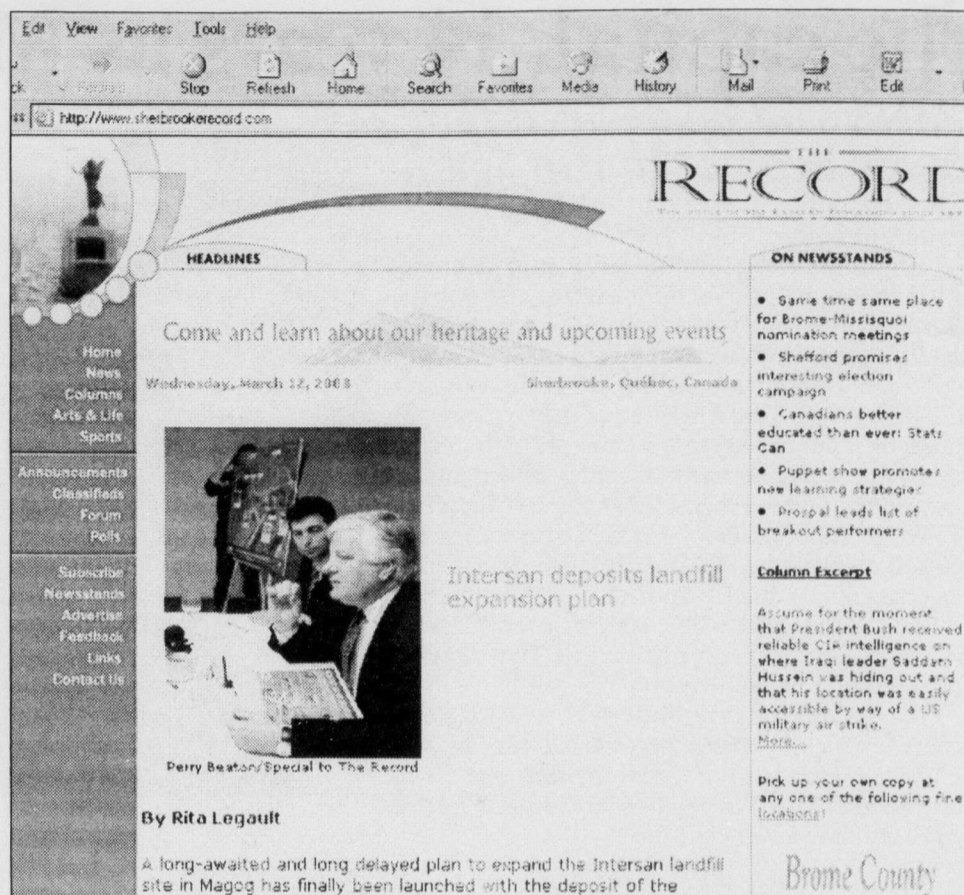 Edit View Favorites Tools Help
Stop Refresh Home Search Favorites Media History Mail Print Edit
http://www.sherbrookerecord.com
THE
RECORD
HEADLINES
Come and learn about our heritage and upcoming events
Wednesday, March 12, 2003
Sherbrooke, Québec, Canada
Home
News
Columns
Arts & Life
Sports
Announcements
Classifieds
Forum
Polls
Subscribe
Newsstands
Advertise
Feedback
Links
Contact Us
Intersan deposits landfill
expansion plan
Perry Beaton/Special to The Record
By Rita Legault
A long-awaited and long delayed plan to expand the Intersan landfill
site in Magog has finally been launched with the deposit of the
ON NEWSSTANDS
• Same time same place
for Brome-Missisquoi
nomination meetings
• Shefford promises
interesting election
campaign
• Canadians better
educated than ever: Stats
Can
• Puppet show promotes
new learning strategies
• Prospal leads list of
breakout performers
Column Excerpt
Assume for the moment
that President Bush received
reliable CIA intelligence on
where Iraqi leader Saddam
Hussein was hiding out and
that his location was easily
accessible by way of a US
military air strike.
More...
Pick up your own copy at
any one of the following fine
locations!
Brome County